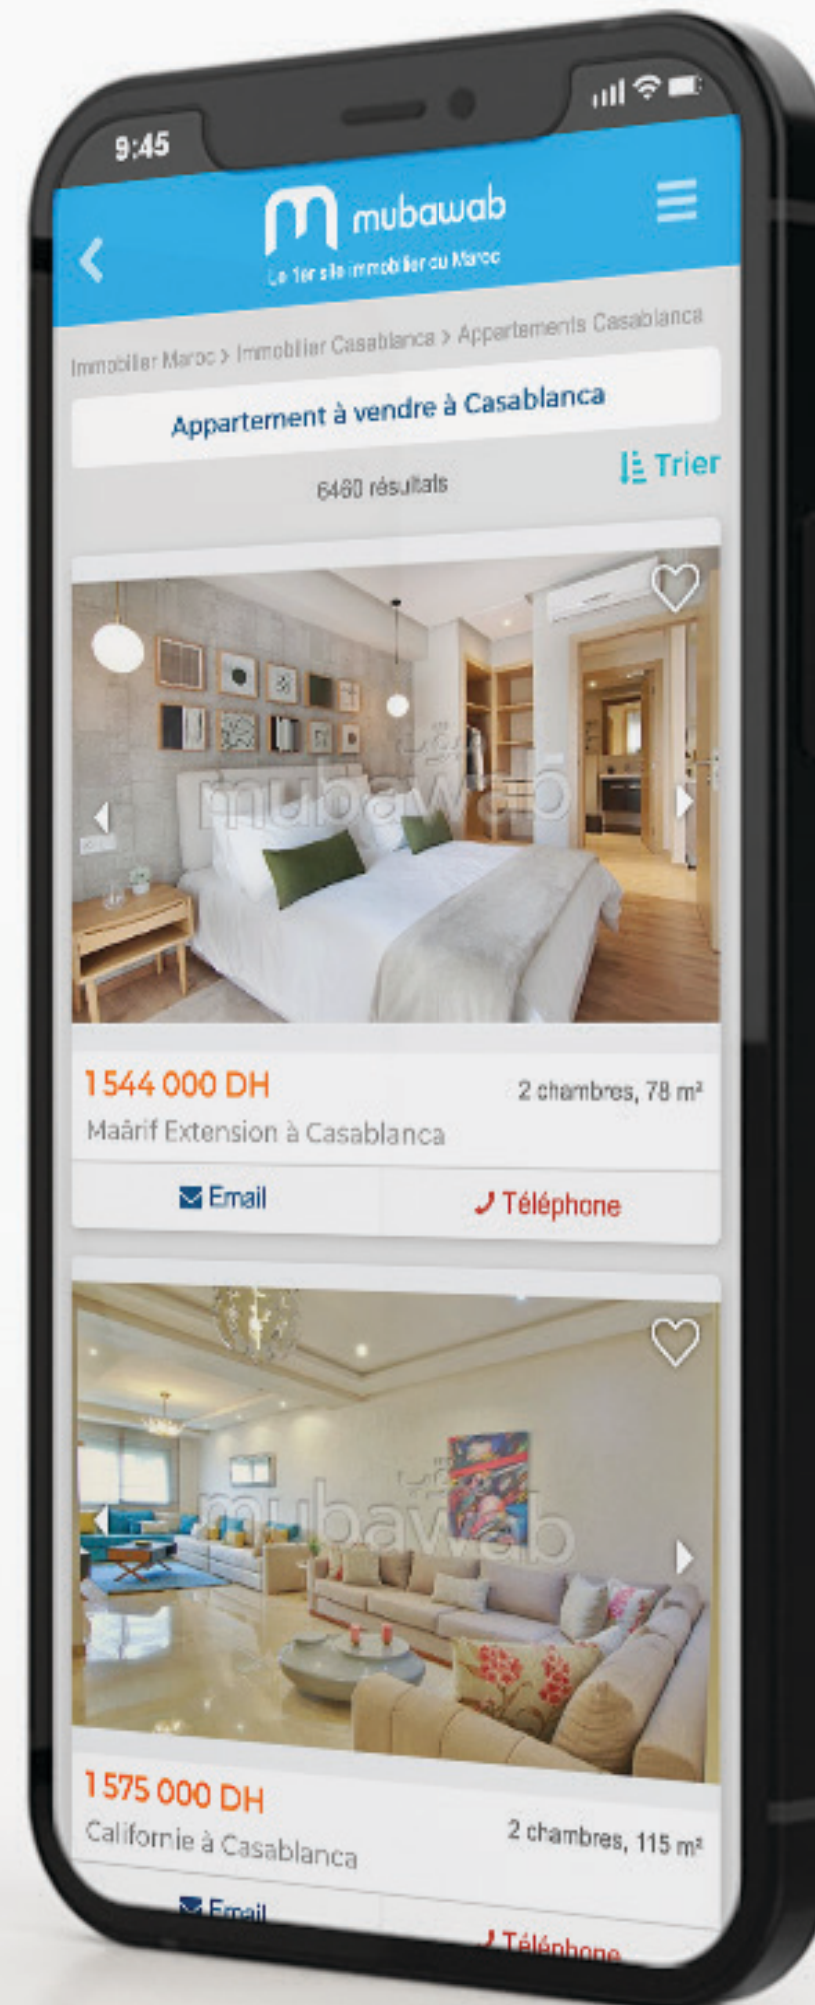 9:45
mubawab
Le 1er site immobilier du Maroc
Immobilier Maroc > Immobilier Casablanca > Appartements Casablanca
Appartement à vendre à Casablanca
6460 résultats
Trier
mubawab
1 544 000 DH
2 chambres, 78 m²
Maârif Extension à Casablanca
Email
Téléphone
mubawab
1 575 000 DH
2 chambres, 115 m²
Californie à Casablanca
Email
Téléphone